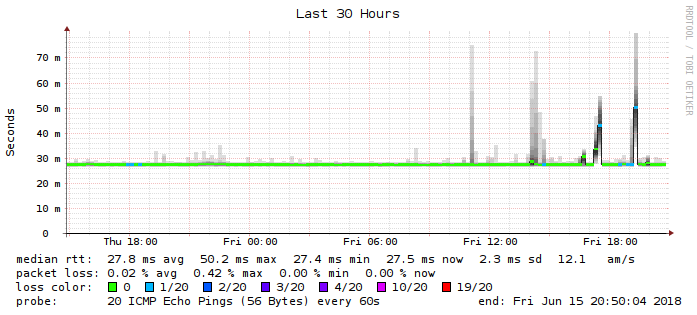 Last 30 Hours
RRDTOOL / TOBI OETIKER
Seconds
70 m
60 m
50 m
40 m
30 m
20 m
10 m
0
Thu 18:00 Fri 00:00 Fri 06:00 Fri 12:00 Fri 18:00
median rtt: 27.8 ms avg 50.2 ms max 27.4 ms min 27.5 ms now 2.3 ms sd 12.1 am/s
packet loss: 0.02 % avg 0.42 % max 0.00 % min 0.00 % now
loss color: 0 1/20 2/20 3/20 4/20 10/20 19/20
probe: 20 ICMP Echo Pings (56 Bytes) every 60s end: Fri Jun 15 20:50:04 2018